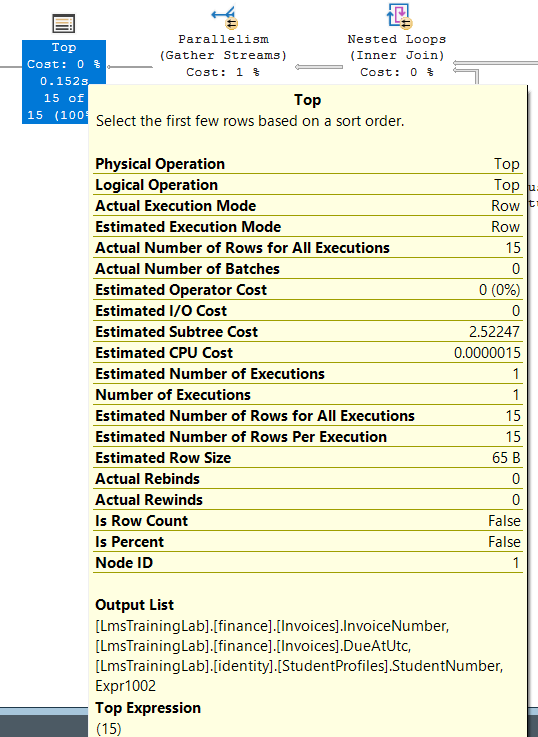 Parallelism
(Gather Streams)
Cost: 1 %
Nested Loops
(Inner Join)
Cost: 0 %
Top
Cost: 0 %
0.152s
15 of
15 (100
Top
Select the first few rows based on a sort order.
Physical Operation Top
Logical Operation Top
Actual Execution Mode Row
Estimated Execution Mode Row
Actual Number of Rows for All Executions 15
Actual Number of Batches 0
Estimated Operator Cost 0 (0%)
Estimated I/O Cost 0
Estimated Subtree Cost 2.52247
Estimated CPU Cost 0.0000015
Estimated Number of Executions 1
Number of Executions 1
Estimated Number of Rows for All Executions 15
Estimated Number of Rows Per Execution 15
Estimated Row Size 65 B
Actual Rebinds 0
Actual Rewinds 0
Is Row Count False
Is Percent False
Node ID 1
Output List
[LmsTrainingLab].[finance].[Invoices].InvoiceNumber,
[LmsTrainingLab].[finance].[Invoices].DueAtUtc,
[LmsTrainingLab].[identity].[StudentProfiles].StudentNumber,
Expr1002
Top Expression
(15)